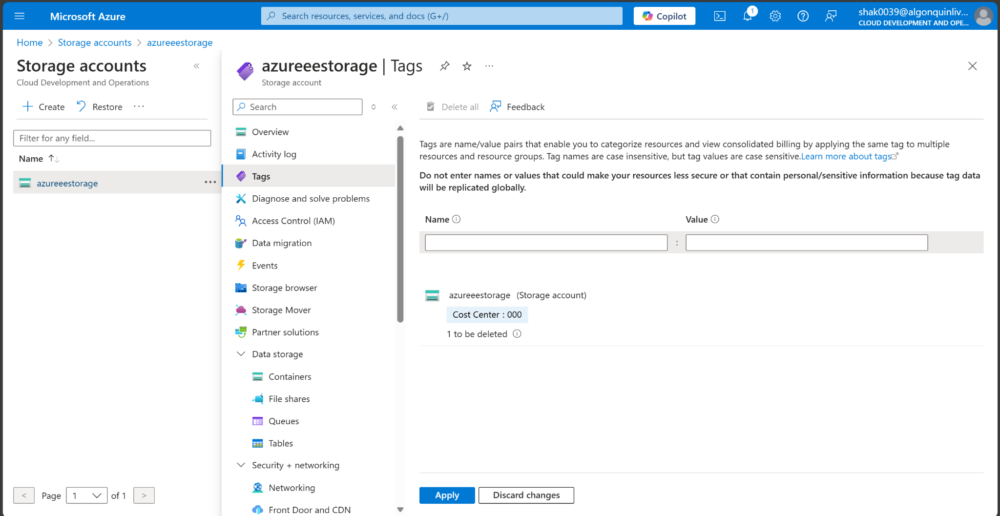 Microsoft Azure
Search resources, services, and docs (G+/)
Copilot
1
shak0039@algonquinliv...
CLOUD DEVELOPMENT AND OPE...
Home > Storage accounts > azureeestorage
Storage accounts
Cloud Development and Operations
Create
Restore
...
Filter for any field...
Name
azureeestorage
...
< Page 1 of 1 >
azureeestorage | Tags
...
Storage account
Search
Overview
Activity log
Tags
Diagnose and solve problems
Access Control (IAM)
Data migration
Events
Storage browser
Storage Mover
Partner solutions
Data storage
Containers
File shares
Queues
Tables
Security + networking
Networking
Front Door and CDN
Delete all
Feedback
Tags are name/value pairs that enable you to categorize resources and view consolidated billing by applying the same tag to multiple
resources and resource groups. Tag names are case insensitive, but tag values are case sensitive.Learn more about tags
Do not enter names or values that could make your resources less secure or that contain personal/sensitive information because tag data
will be replicated globally.
Name Value
:
azureeestorage (Storage account)
Cost Center : 000
1 to be deleted
Apply
Discard changes